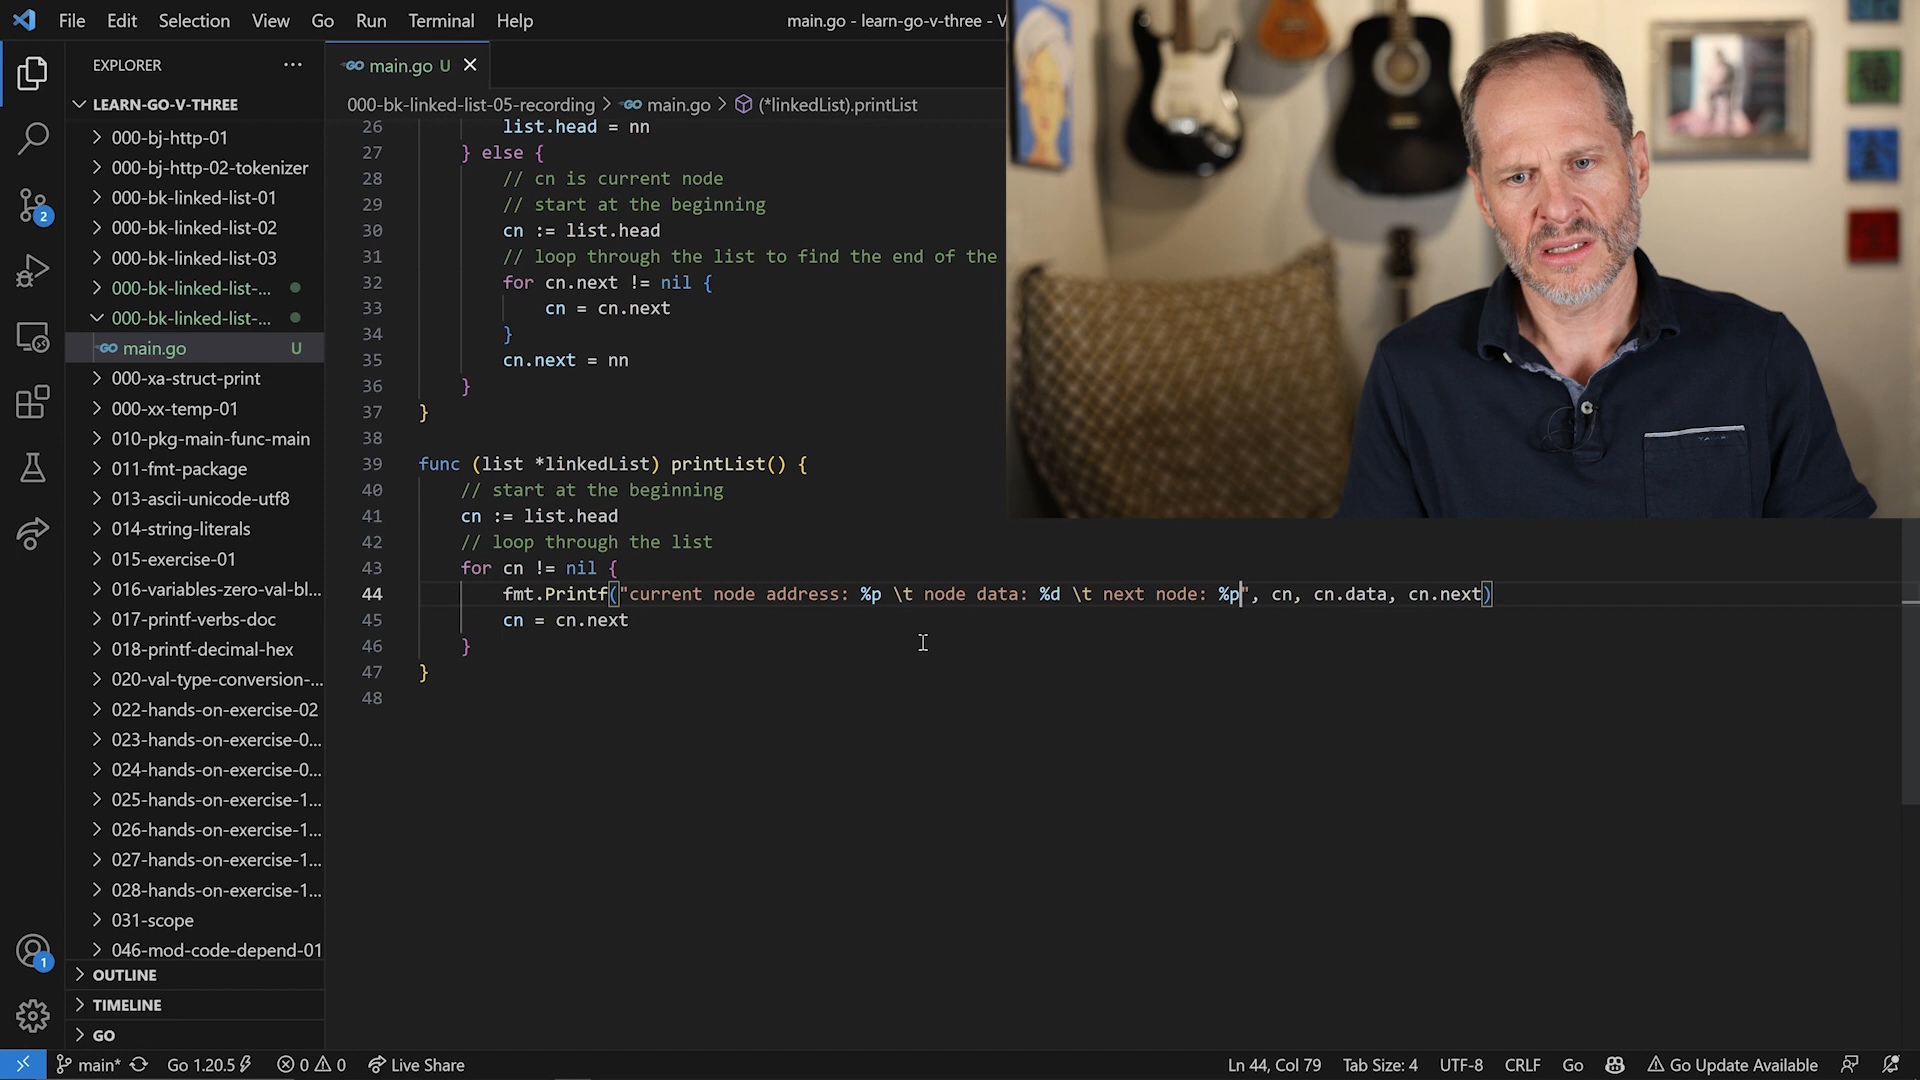 File Edit Selection View Go Run Terminal Help
main.go - learn-go-v-three - V
EXPLORER
LEARN-GO-V-THREE
000-bj-http-01
000-bj-http-02-tokenizer
000-bk-linked-list-01
000-bk-linked-list-02
000-bk-linked-list-03
000-bk-linked-list-...
000-bk-linked-list-...
GO main.go U
000-xa-struct-print
000-xx-temp-01
010-pkg-main-func-main
011-fmt-package
013-ascii-unicode-utf8
014-string-literals
015-exercise-01
016-variables-zero-val-bl...
017-printf-verbs-doc
018-printf-decimal-hex
020-val-type-conversion-...
022-hands-on-exercise-02
023-hands-on-exercise-0...
024-hands-on-exercise-0...
025-hands-on-exercise-1...
026-hands-on-exercise-1...
027-hands-on-exercise-1...
028-hands-on-exercise-1...
031-scope
046-mod-code-depend-01
OUTLINE
TIMELINE
GO
2
1
GO main.go U
000-bk-linked-list-05-recording > GO main.go > (*linkedList).printList
26 list.head = nn
27 } else {
28 // cn is current node
29 // start at the beginning
30 cn := list.head
31 // loop through the list to find the end of the
32 for cn.next != nil {
33 cn = cn.next
34 }
35 cn.next = nn
36 }
37 }
38
39 func (list *linkedList) printList() {
40 // start at the beginning
41 cn := list.head
42 // loop through the list
43 for cn != nil {
44 fmt.Printf("current node address: %p \t node data: %d \t next node: %p", cn, cn.data, cn.next)
45 cn = cn.next
46 }
47 }
48
main* Go 1.20.5 0 0 Live Share
Ln 44, Col 79 Tab Size: 4 UTF-8 CRLF Go Go Update Available